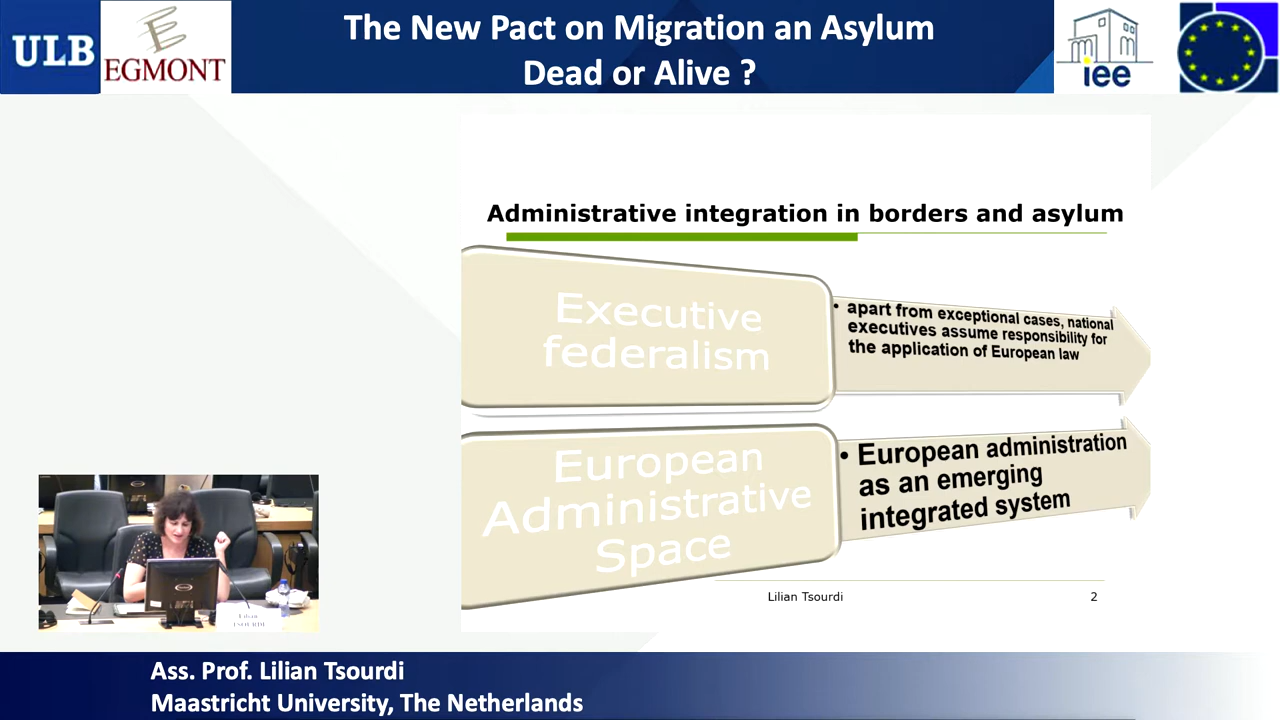 The New Pact on Migration an Asylum
Dead or Alive ?
ULB
EGMONT
iee
Administrative integration in borders and asylum
Executive
federalism
• apart from exceptional cases, national
executives assume responsibility for
the application of European law
European
Administrative
Space
• European administration
as an emerging
integrated system
Lilian Tsourdi
2
Lilian
TSOURDI
Ass. Prof. Lilian Tsourdi
Maastricht University, The Netherlands